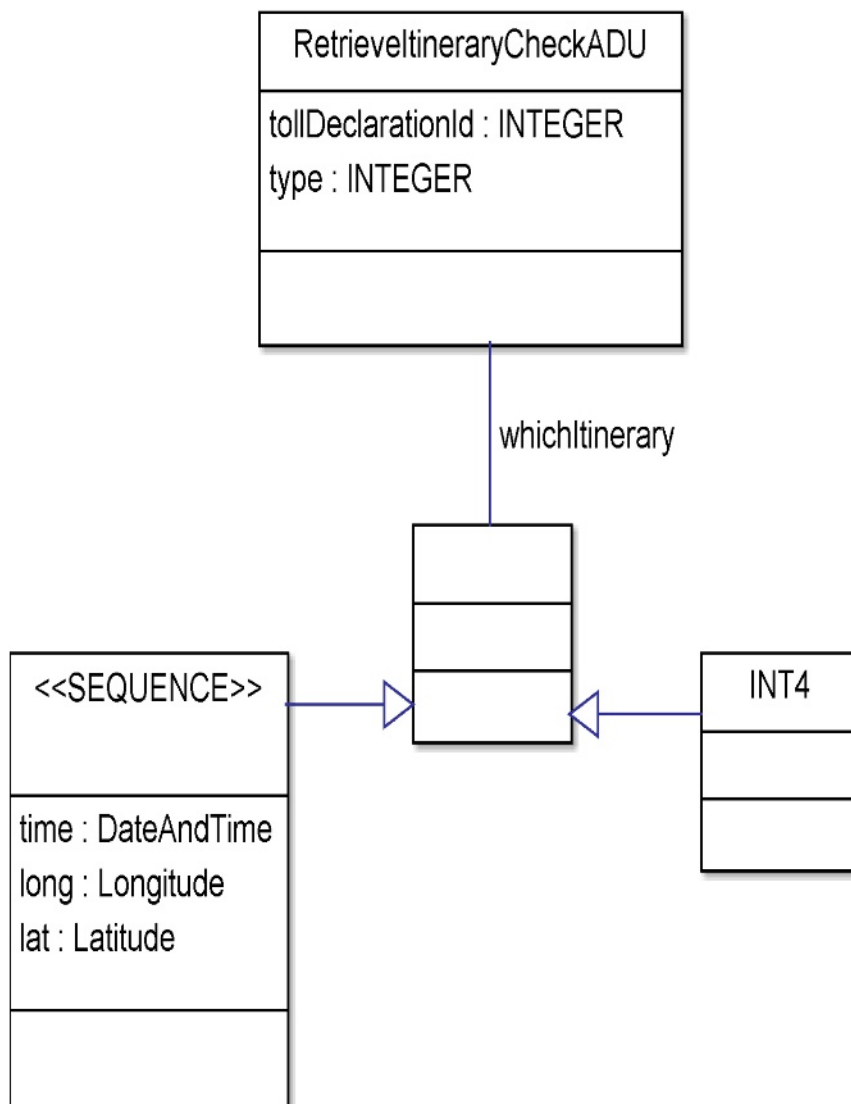 RetrieveItineraryCheckADU
tollDeclarationId : INTEGER
type : INTEGER
whichItinerary
<<SEQUENCE>>
time : DateAndTime
long : Longitude
lat : Latitude
INT4